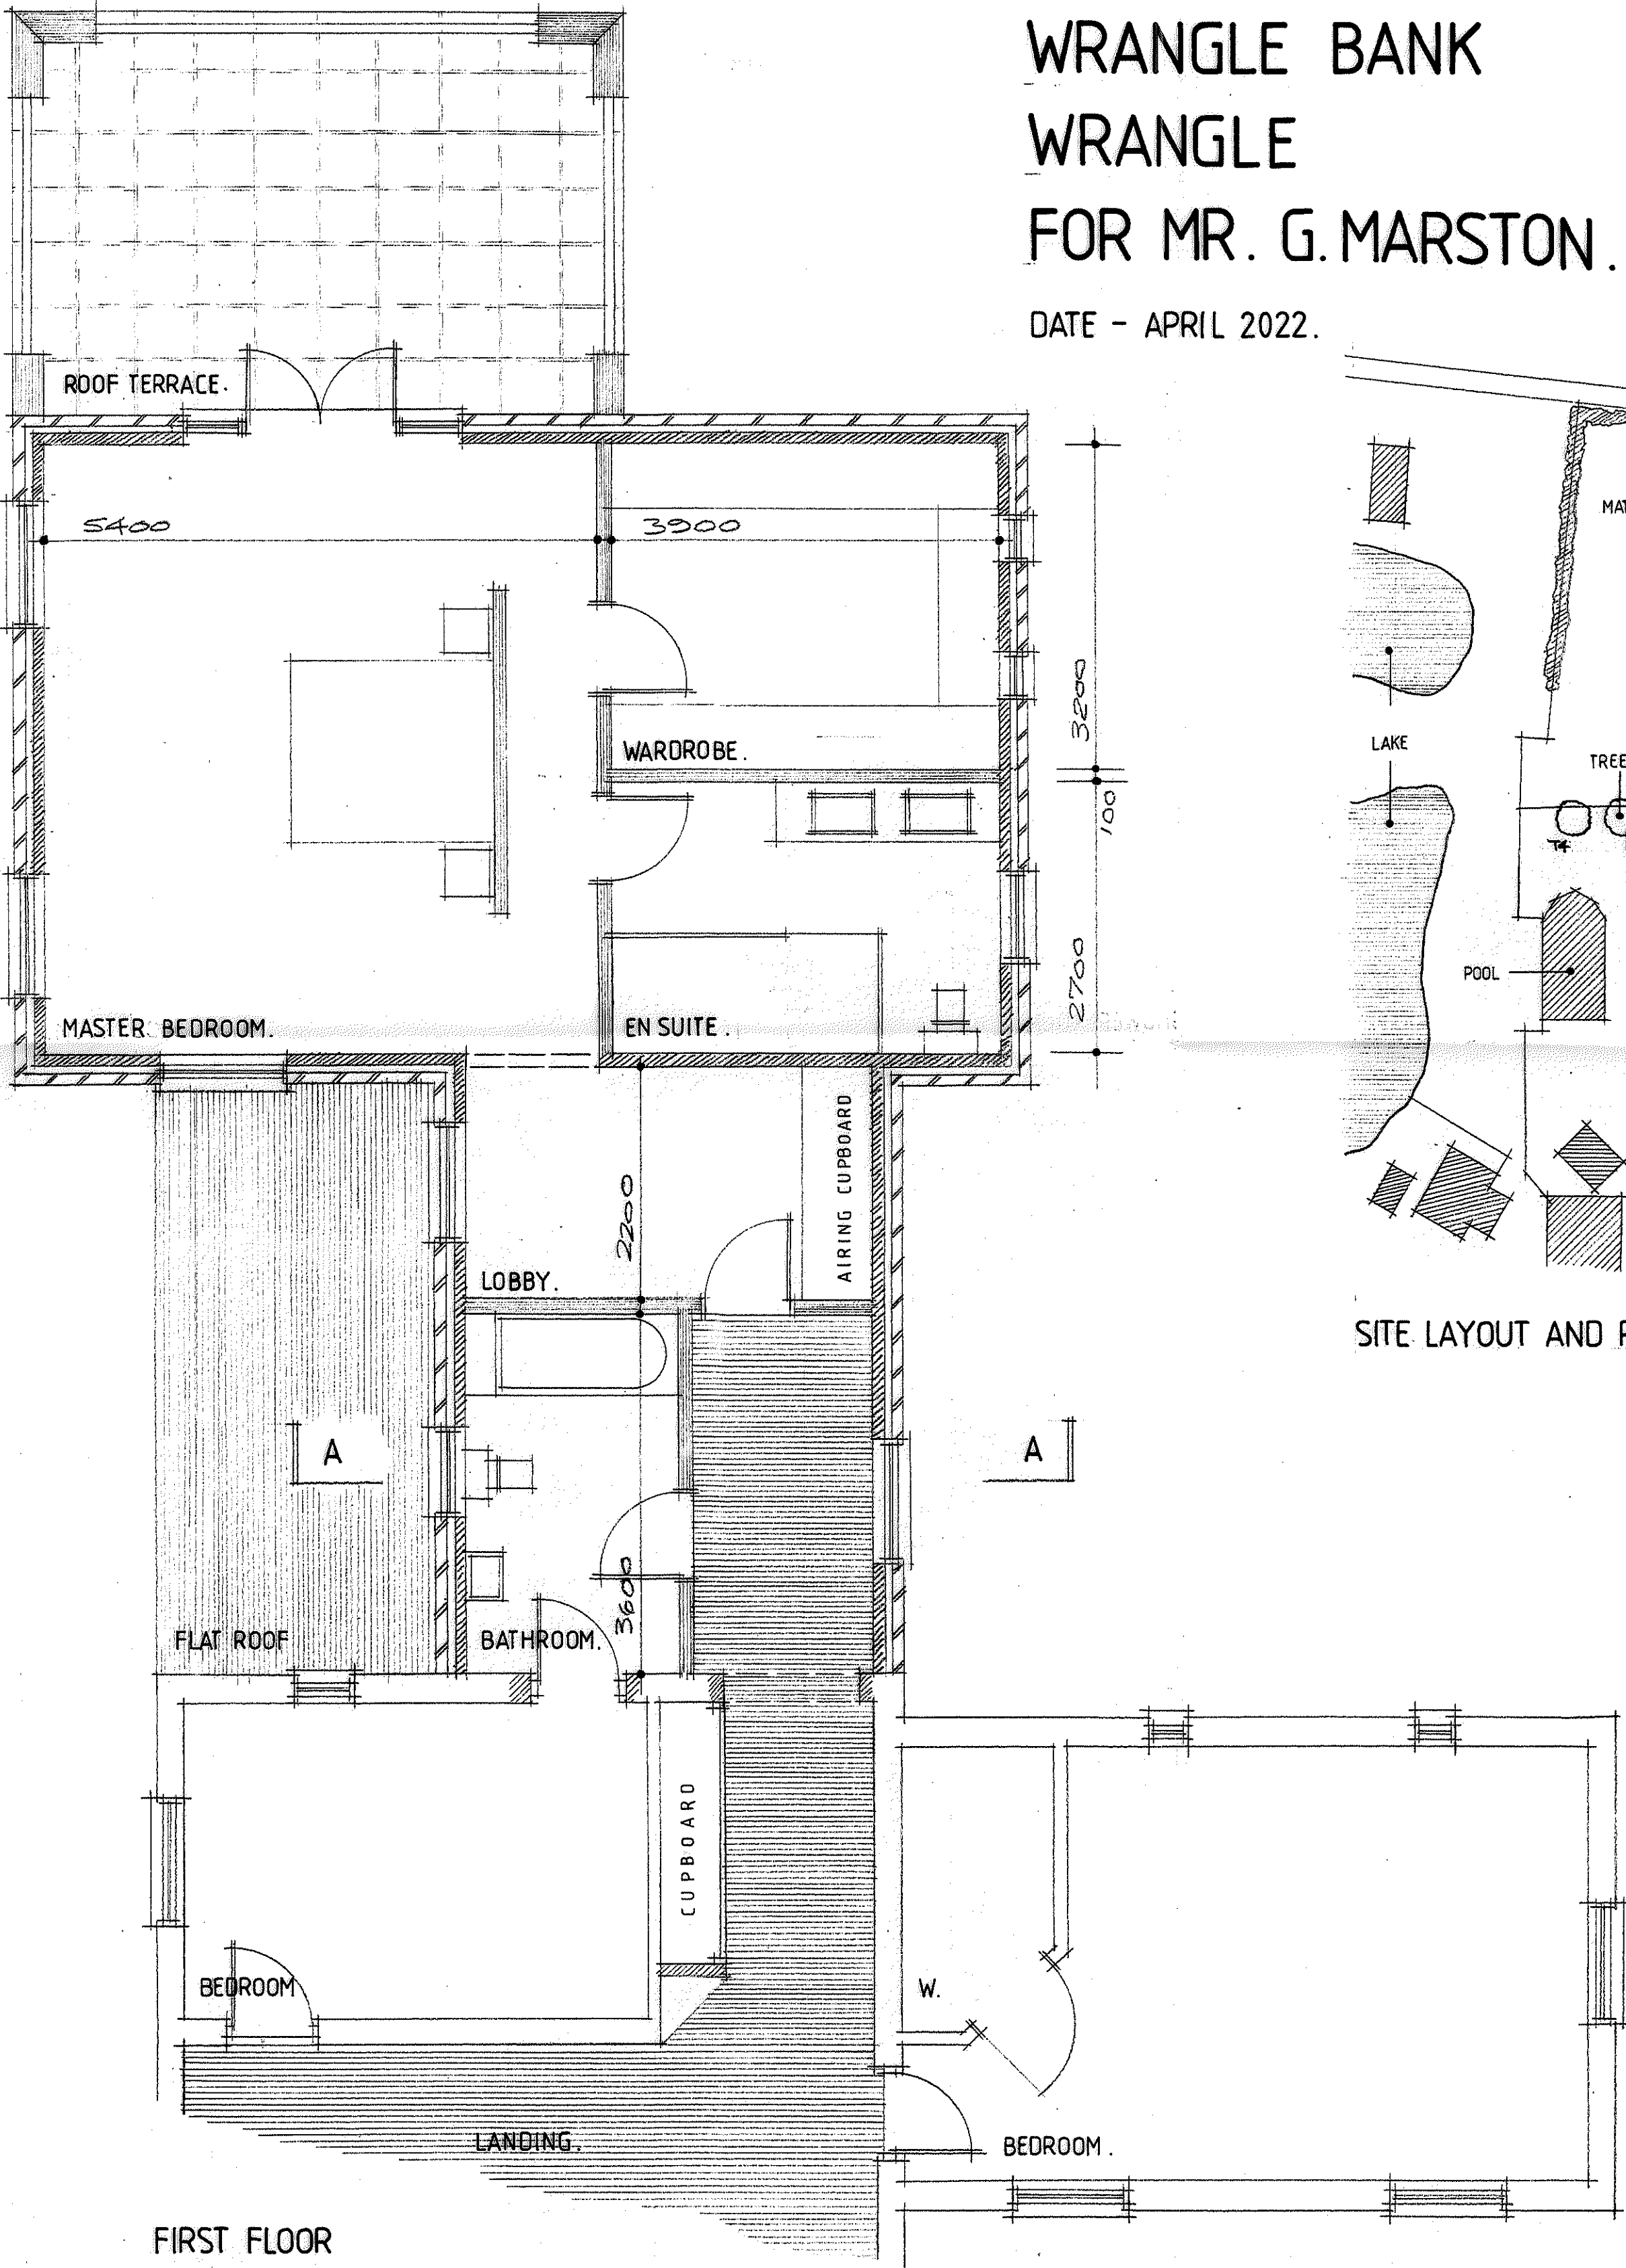 WRANGLE BANK
WRANGLE
FOR MR. G. MARSTON.
DATE - APRIL 2022.
ROOF TERRACE.
5400
3900
3200
WARDROBE.
100
2700
MASTER BEDROOM.
EN SUITE.
AIRING CUPBOARD
2200
LOBBY.
A
A
3600
FLAT ROOF
BATHROOM.
CUPBOARD
BEDROOM
W.
LANDING.
BEDROOM.
FIRST FLOOR
LAKE
T4
POOL
SITE LAYOUT AND